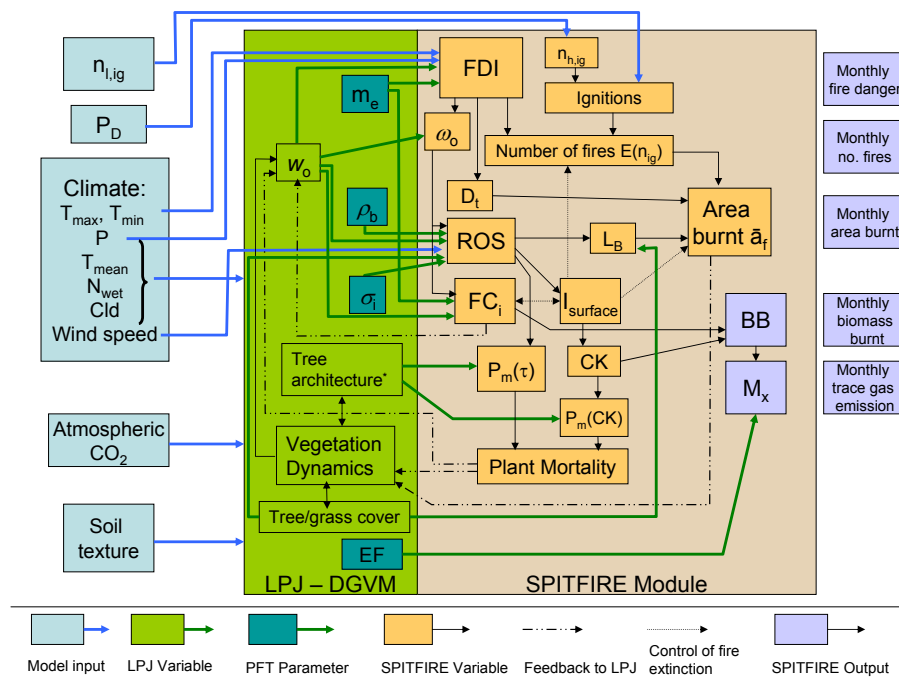 n_l,ig
P_D
Climate:
T_max, T_min
P
T_mean
N_wet
Cld
Wind speed
Atmospheric
CO_2
Soil
texture
m_e
w_o
ρ_b
σ_i
Tree
architecture*
Vegetation
Dynamics
Tree/grass cover
EF
LPJ – DGVM
FDI
n_h,ig
Ignitions
ω_o
Number of fires E(n_ig)
D_t
Area
burnt ā_f
ROS
L_B
FC_i
I_surface
BB
P_m(τ)
CK
M_x
P_m(CK)
Plant Mortality
SPITFIRE Module
Monthly
fire danger
Monthly
no. fires
Monthly
area burnt
Monthly
biomass
burnt
Monthly
trace gas
emission
Model input
LPJ Variable
PFT Parameter
SPITFIRE Variable
Feedback to LPJ
Control of fire
extinction
SPITFIRE Output